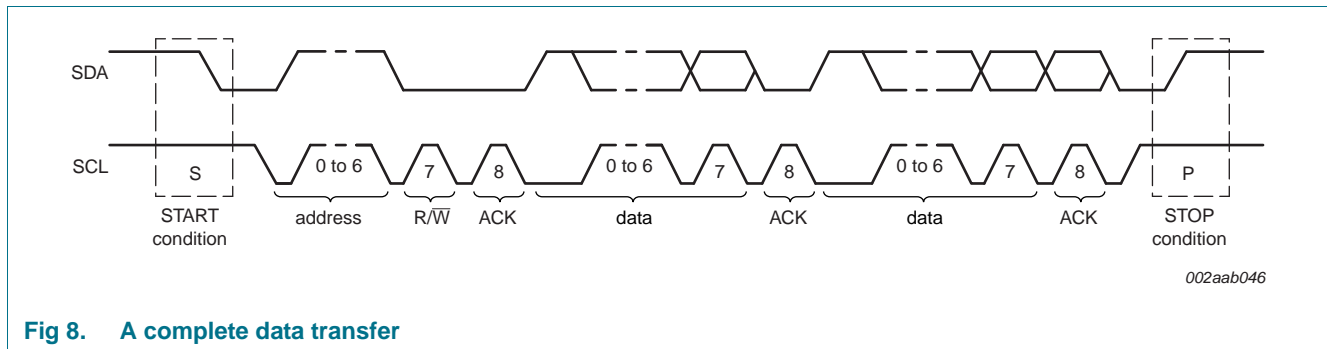 SDA
SCL
S
0 to 6
7
8
0 to 6
7
8
0 to 6
7
8
P
START
condition
address
R/W̅
ACK
data
ACK
data
ACK
STOP
condition
002aab046
Fig 8. A complete data transfer